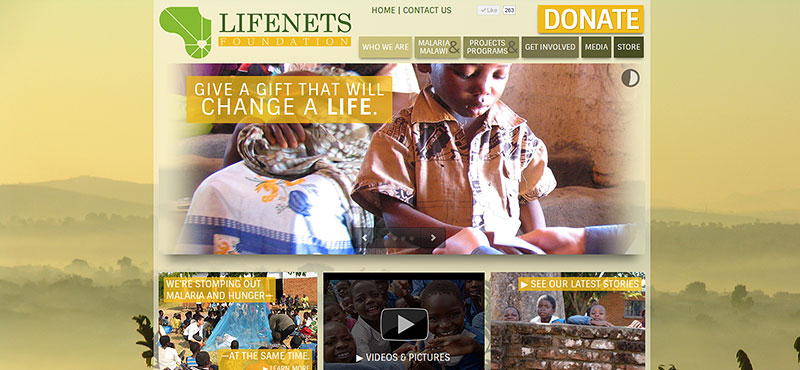 HOME | CONTACT US
Like 263
DONATE
LIFENETS
FOUNDATION
WHO WE ARE
MALARIA &
MALAWI
PROJECTS &
PROGRAMS
GET INVOLVED
MEDIA
STORE
GIVE A GIFT THAT WILL
CHANGE A LIFE.
WE'RE STOMPING OUT
MALARIA AND HUNGER—
—AT THE SAME TIME.
▶ LEARN MORE
▶ VIDEOS & PICTURES
▶ SEE OUR LATEST STORIES